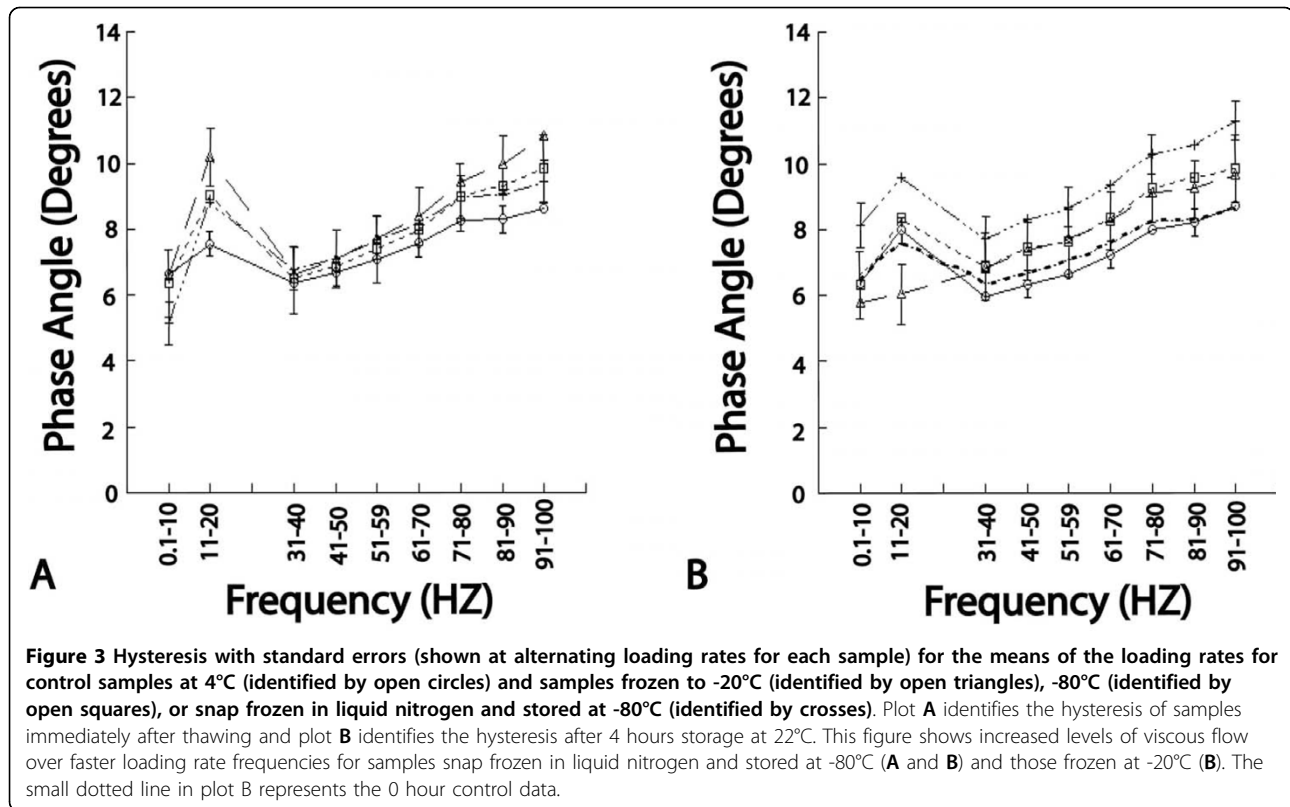 14
12
10
8
6
4
2
0
Phase Angle (Degrees)
0.1-10
11-20
31-40
41-50
51-59
61-70
71-80
81-90
91-100
A
Frequency (HZ)
14
12
10
8
6
4
2
0
Phase Angle (Degrees)
0.1-10
11-20
31-40
41-50
51-59
61-70
71-80
81-90
91-100
B
Frequency (HZ)
Figure 3 Hysteresis with standard errors (shown at alternating loading rates for each sample) for the means of the loading rates for
control samples at 4°C (identified by open circles) and samples frozen to -20°C (identified by open triangles), -80°C (identified by
open squares), or snap frozen in liquid nitrogen and stored at -80°C (identified by crosses). Plot A identifies the hysteresis of samples
immediately after thawing and plot B identifies the hysteresis after 4 hours storage at 22°C. This figure shows increased levels of viscous flow
over faster loading rate frequencies for samples snap frozen in liquid nitrogen and stored at -80°C (A and B) and those frozen at -20°C (B). The
small dotted line in plot B represents the 0 hour control data.